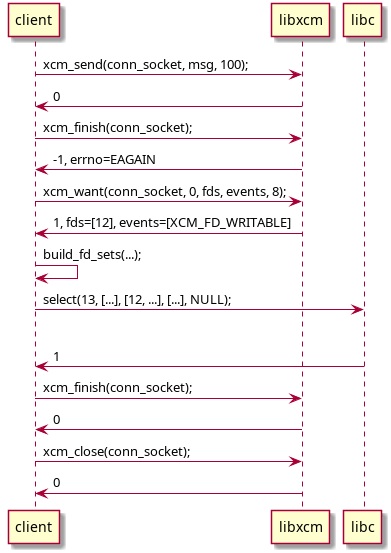 client libxcm libc
xcm_send(conn_socket, msg, 100);
0
xcm_finish(conn_socket);
-1, errno=EAGAIN
xcm_want(conn_socket, 0, fds, events, 8);
1, fds=[12], events=[XCM_FD_WRITABLE]
build_fd_sets(...);
select(13, [...], [12, ...], [...], NULL);
1
xcm_finish(conn_socket);
0
xcm_close(conn_socket);
0
client libxcm libc